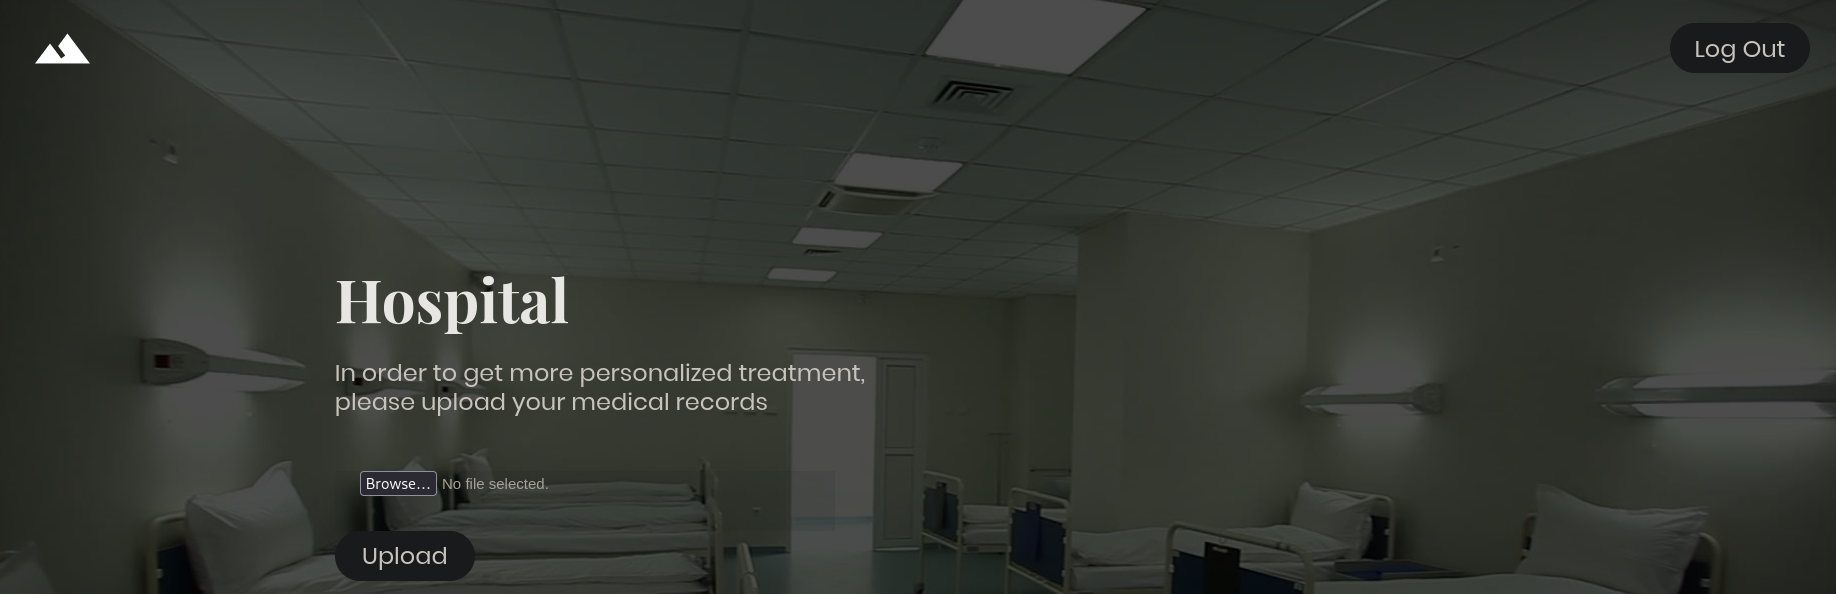 Log Out
Hospital
In order to get more personalized treatment,
please upload your medical records
Browse... No file selected.
Upload